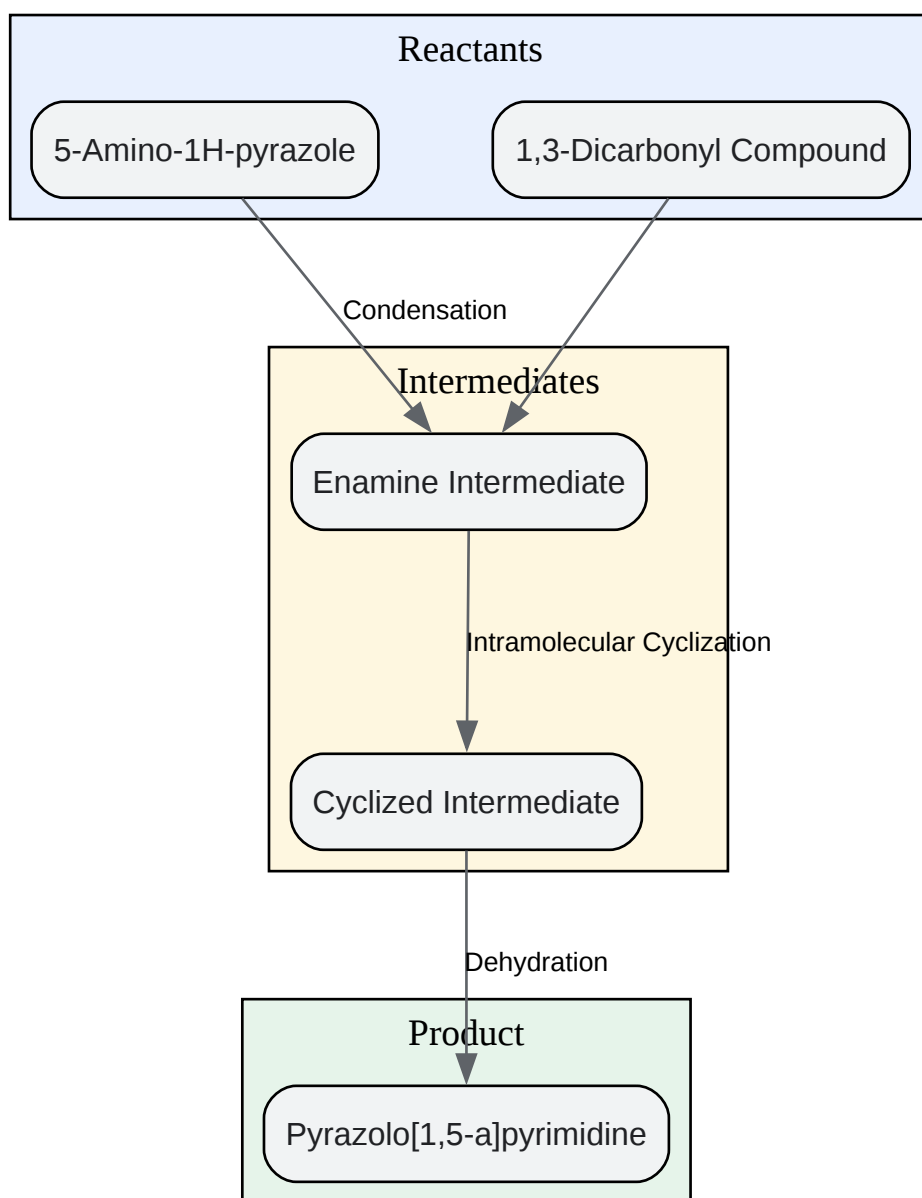 Reactants
5-Amino-1H-pyrazole
1,3-Dicarbonyl Compound
Condensation
Intermediates
Enamine Intermediate
Intramolecular Cyclization
Cyclized Intermediate
Dehydration
Product
Pyrazolo[1,5-a]pyrimidine